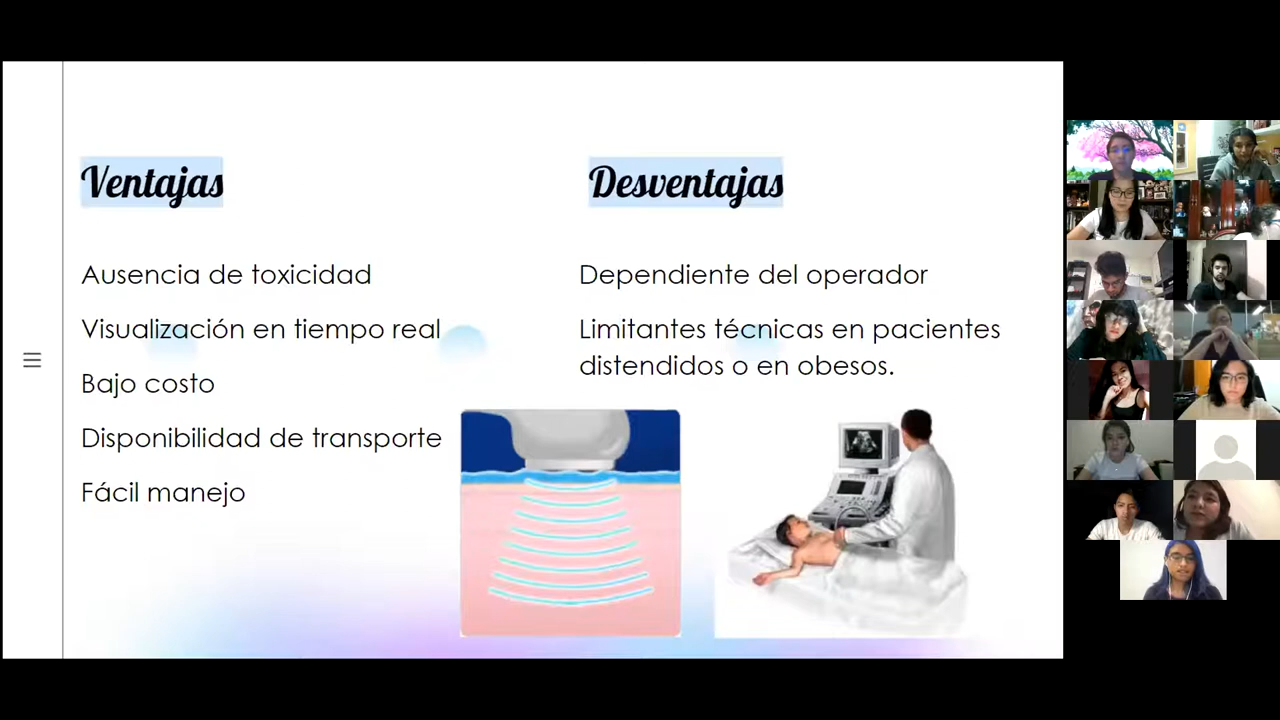 Ventajas
Ausencia de toxicidad
Visualización en tiempo real
Bajo costo
Disponibilidad de transporte
Fácil manejo
Desventajas
Dependiente del operador
Limitantes técnicas en pacientes
distendidos o en obesos.